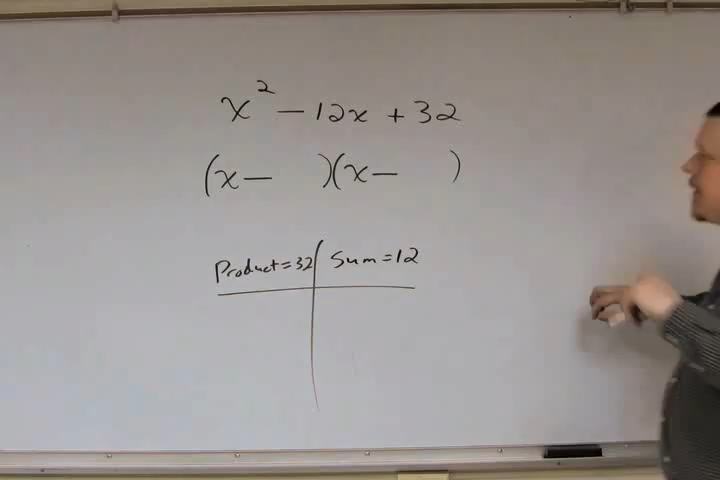 x² - 12x + 32
(x -    )(x -    )
Product = 32 | Sum = 12